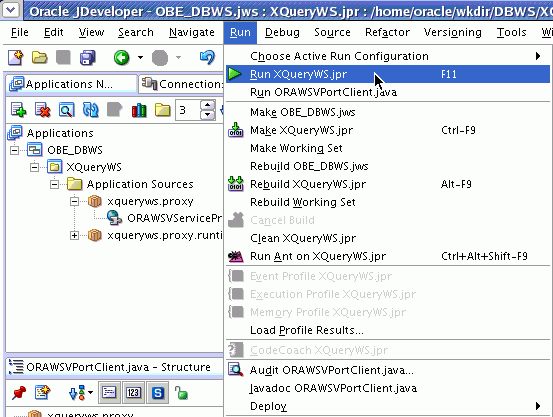 Oracle JDeveloper - OBE_DBWS.jws : XQueryWS.jpr : /home/oracle/wkdir/DBWS/X
File Edit View Search Navigate Run Debug Source Refactor Versioning Tools W
Applications N... Connection
3
Applications
OBE_DBWS
XQueryWS
Application Sources
xqueryws.proxy
ORAWSVServicePr
xqueryws.proxy.runti
Choose Active Run Configuration
Run XQueryWS.jpr F11
Run ORAWSVPortClient.java
Make OBE_DBWS.jws
Make XQueryWS.jpr Ctrl-F9
Make Working Set
Rebuild OBE_DBWS.jws
Rebuild XQueryWS.jpr Alt-F9
Rebuild Working Set
Cancel Build
Clean XQueryWS.jpr
Run Ant on XQueryWS.jpr Ctrl+Alt+Shift-F9
Event Profile XQueryWS.jpr
Execution Profile XQueryWS.jpr
Memory Profile XQueryWS.jpr
Load Profile Results...
CodeCoach XQueryWS.jpr
Audit ORAWSVPortClient.java...
Javadoc ORAWSVPortClient.java
Deploy
ORAWSVPortClient.java - Structure
123 S
xqueryws.proxy